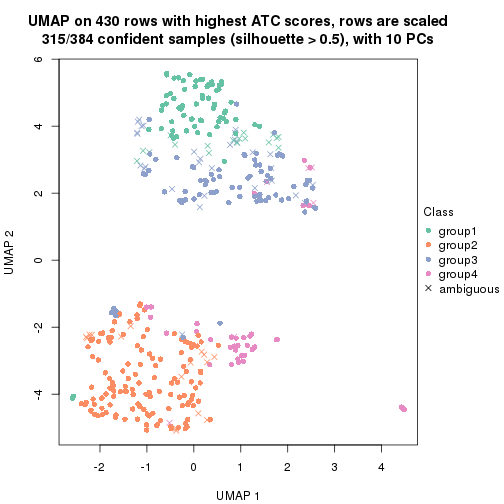 UMAP on 430 rows with highest ATC scores, rows are scaled
315/384 confident samples (silhouette > 0.5), with 10 PCs
6
4
2
0
-2
-4
UMAP 2
-2
-1
0
1
2
3
4
UMAP 1
Class
group1
group2
group3
group4
ambiguous